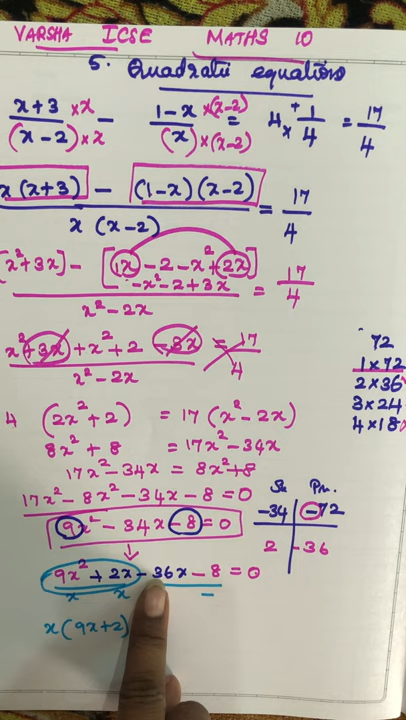 VARSHA ICSE MATHS 10
5. Quadratic equations
x+3 ×x / (x-2)×x - 1-x ×(x-2) / (x)×(x-2) = 4× + 1/4 = 17/4
x(x+3) - (1-x)(x-2) / x(x-2) = 17/4
[x²+3x] - [1x-2-x²+2x] / x²-2x = 17/4
-x²-2+3x
x²+3x+x²+2-3x / x²-2x = 17/4
4 (2x²+2) = 17(x²-2x)
8x²+8 = 17x²-34x
17x²-34x = 8x²+8
17x²-8x²-34x-8=0
9x²-34x-8=0
9x²+2x-36x-8=0
x x
x(9x+2)
72
1×72
2×36
3×24
4×18
Su Pr.
-34 -72
2 -36